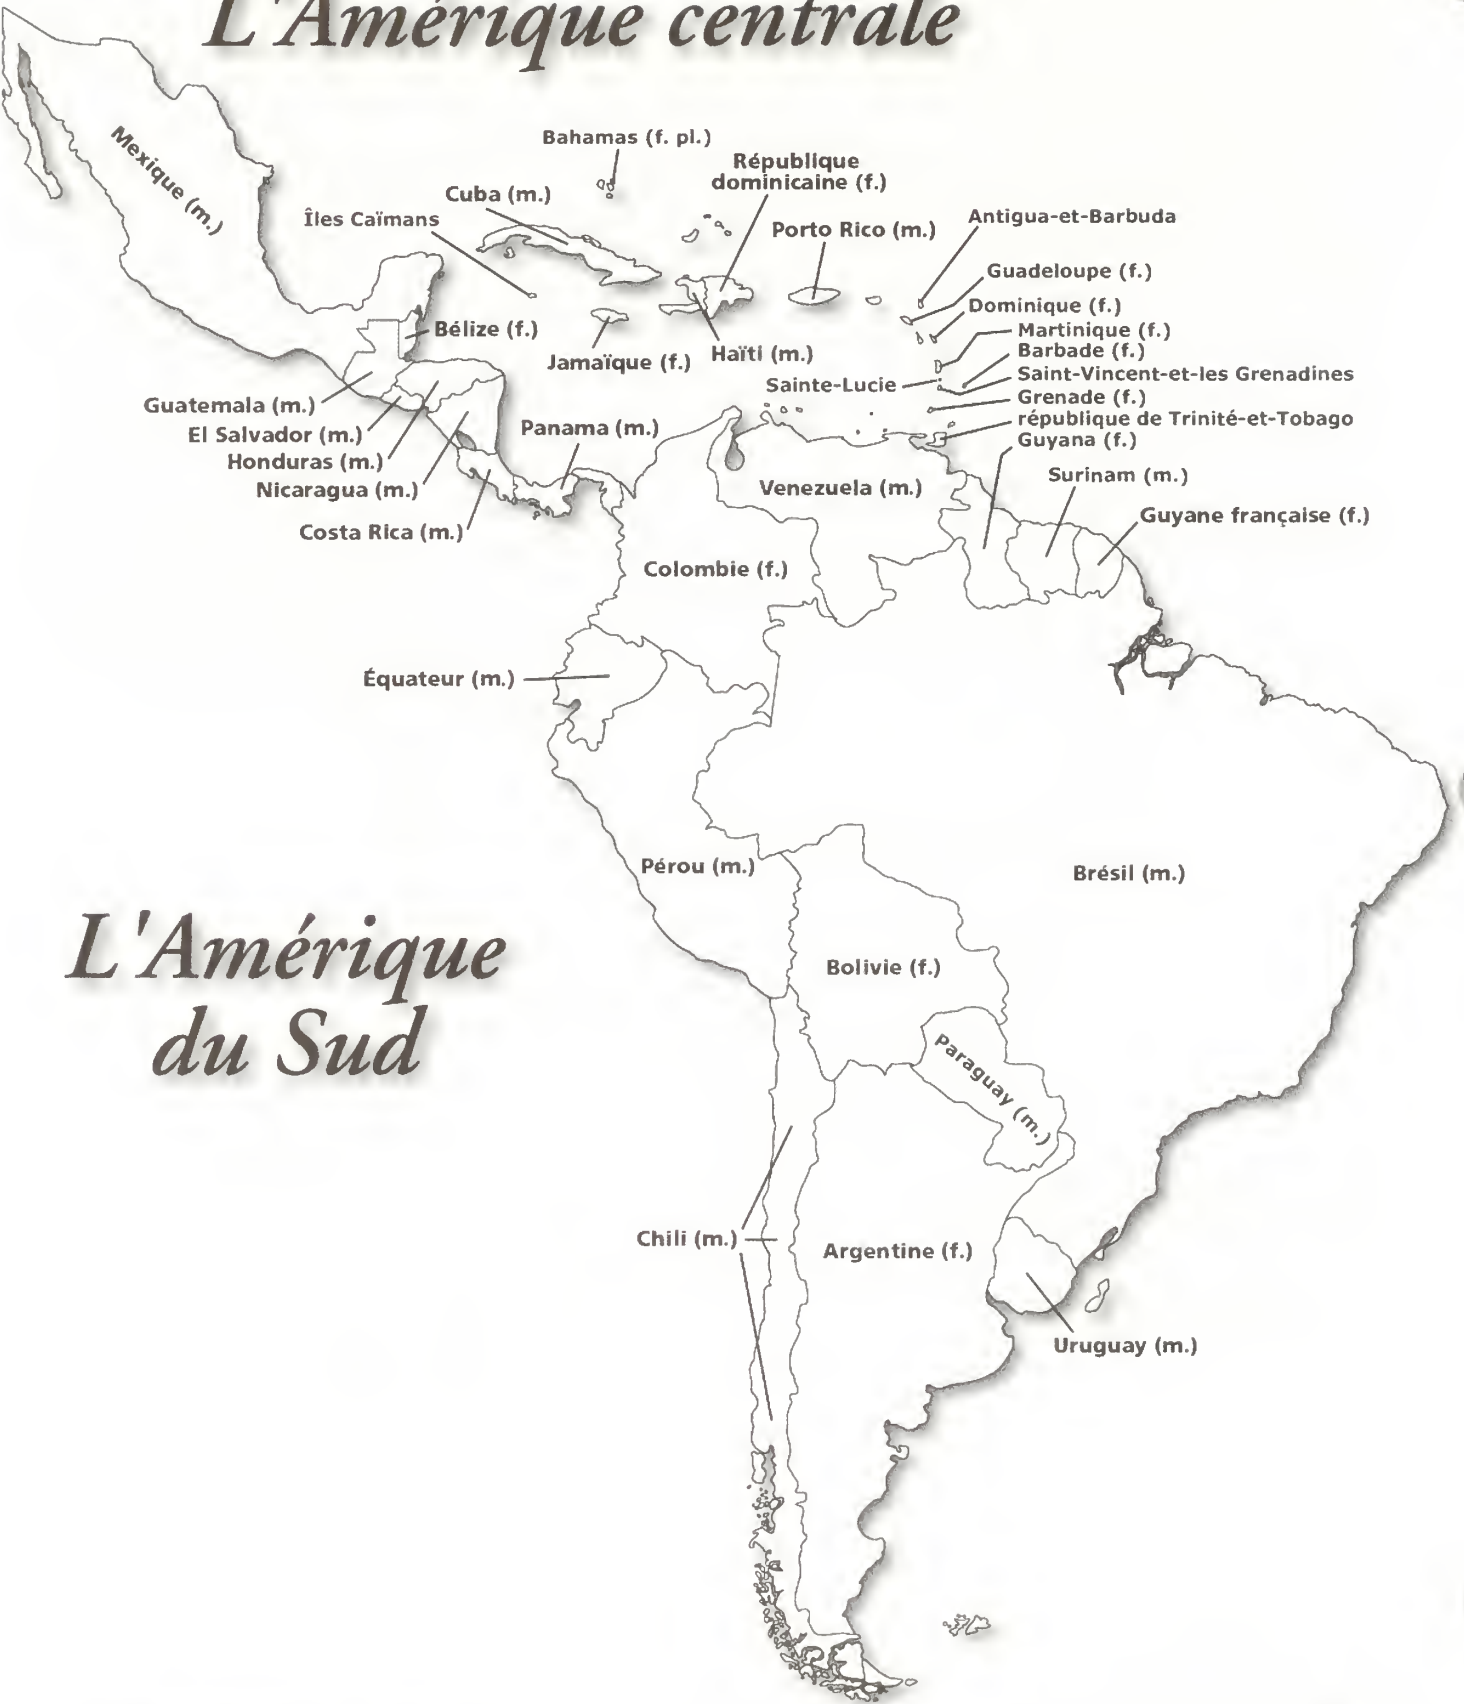 L'Amérique centrale
Mexique (m.)
Bahamas (f. pl.)
République
dominicaine (f.)
Cuba (m.)
Îles Caïmans
Porto Rico (m.)
Antigua-et-Barbuda
Guadeloupe (f.)
Dominique (f.)
Martinique (f.)
Barbade (f.)
Sainte-Lucie
Saint-Vincent-et-les Grenadines
Grenade (f.)
république de Trinité-et-Tobago
Guyana (f.)
Bélize (f.)
Jamaïque (f.)
Haïti (m.)
Guatemala (m.)
El Salvador (m.)
Honduras (m.)
Nicaragua (m.)
Costa Rica (m.)
Panama (m.)
Venezuela (m.)
Surinam (m.)
Guyane française (f.)
Colombie (f.)
Équateur (m.)
Pérou (m.)
Brésil (m.)
L'Amérique
du Sud
Bolivie (f.)
Paraguay (m.)
Chili (m.)
Argentine (f.)
Uruguay (m.)